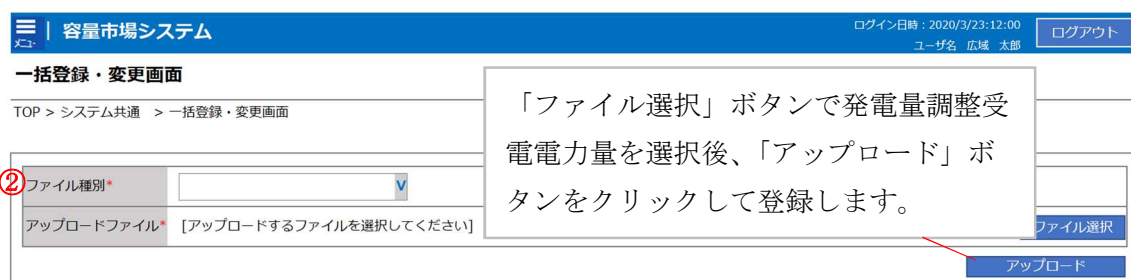 メニュー
容量市場システム
ログイン日時：2020/3/23:12:00
ユーザ名 広域 太郎
ログアウト
一括登録・変更画面
TOP > システム共通 > 一括登録・変更画面
「ファイル選択」ボタンで発電量調整受
電電力量を選択後、「アップロード」ボ
タンをクリックして登録します。
②
ファイル種別*
V
アップロードファイル* [アップロードするファイルを選択してください]
ファイル選択
アップロード